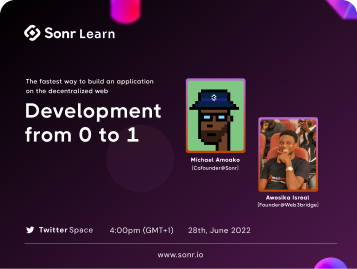 Sonr Learn
The fastest way to build an application
on the decentralized web
Development
from 0 to 1
Michael Amoako
[Cofounder@Sonr]
Awosika Isreal
[Founder@Web3bridge]
Twitter Space
4:00pm (GMT+1)
28th, June 2022
www.sonr.io